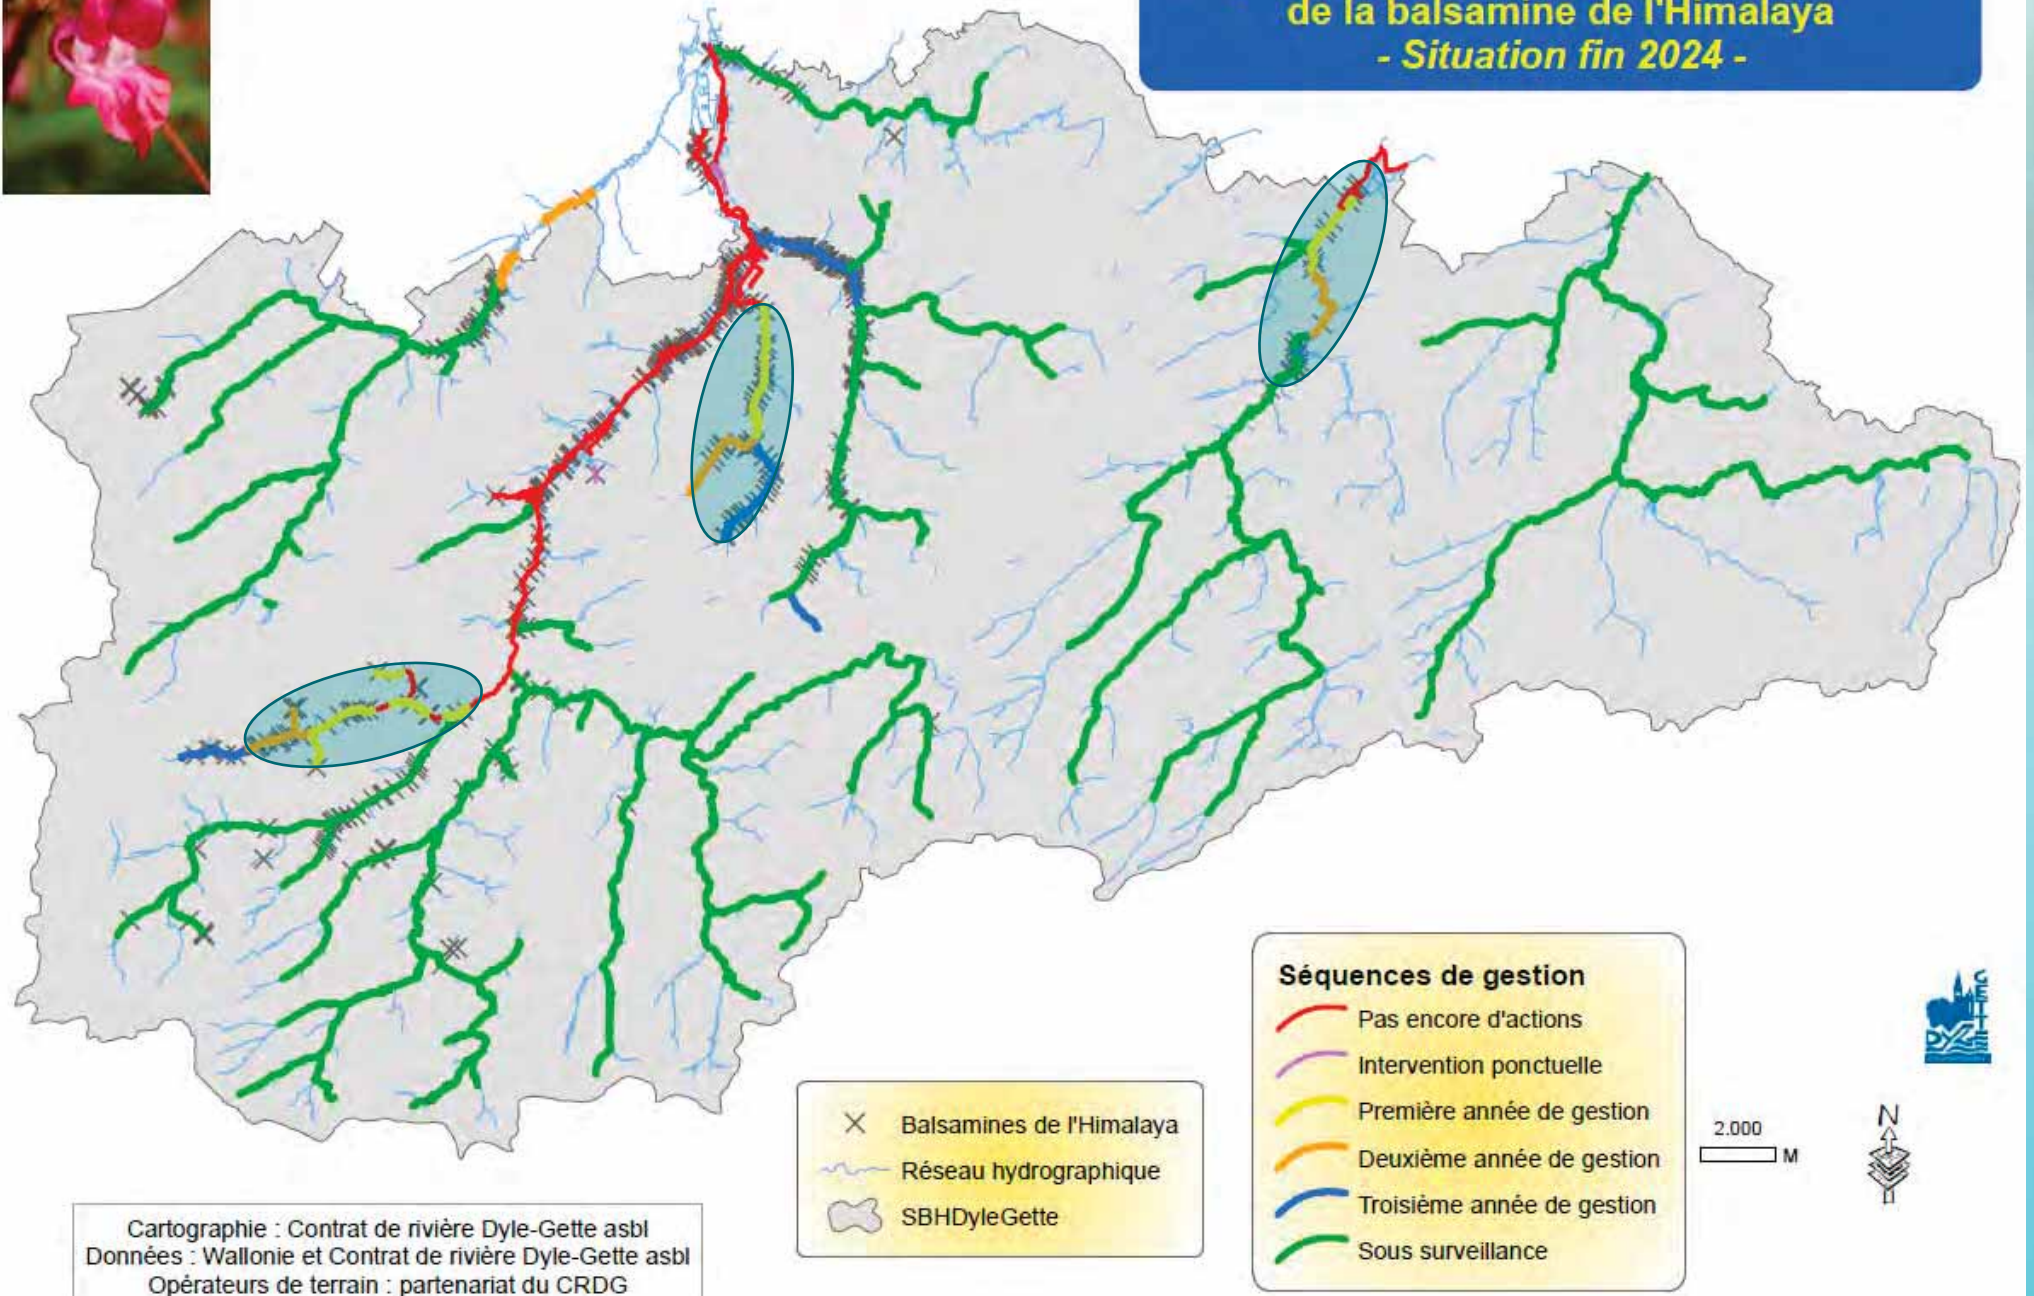 de la balsamine de l'Himalaya
- Situation fin 2024 -
Séquences de gestion
Pas encore d'actions
Intervention ponctuelle
Première année de gestion
Deuxième année de gestion
Troisième année de gestion
Sous surveillance
Balsamines de l'Himalaya
Réseau hydrographique
SBHDyleGette
2.000
M
N
DYLE
GETTE
Cartographie : Contrat de rivière Dyle-Gette asbl
Données : Wallonie et Contrat de rivière Dyle-Gette asbl
Opérateurs de terrain : partenariat du CRDG